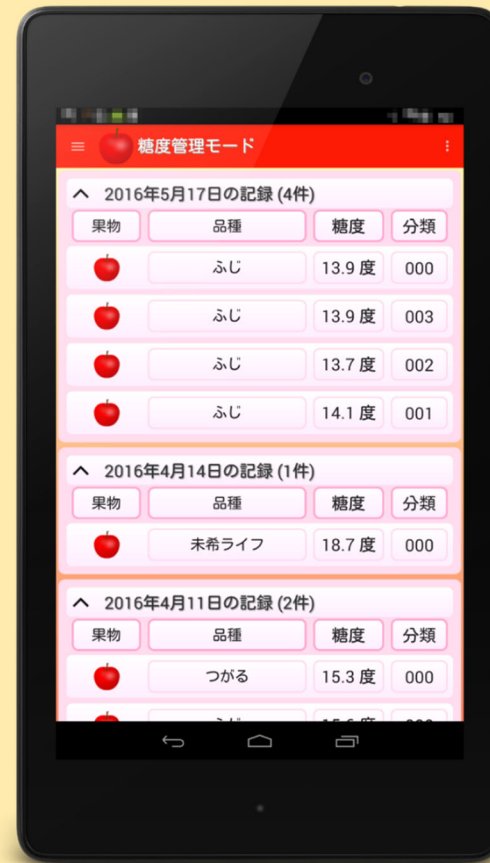 糖度管理モード
2016年5月17日の記録 (4件)
果物 品種 糖度 分類
ふじ 13.9 度 000
ふじ 13.9 度 003
ふじ 13.7 度 002
ふじ 14.1 度 001
2016年4月14日の記録 (1件)
果物 品種 糖度 分類
未希ライフ 18.7 度 000
2016年4月11日の記録 (2件)
果物 品種 糖度 分類
つがる 15.3 度 000